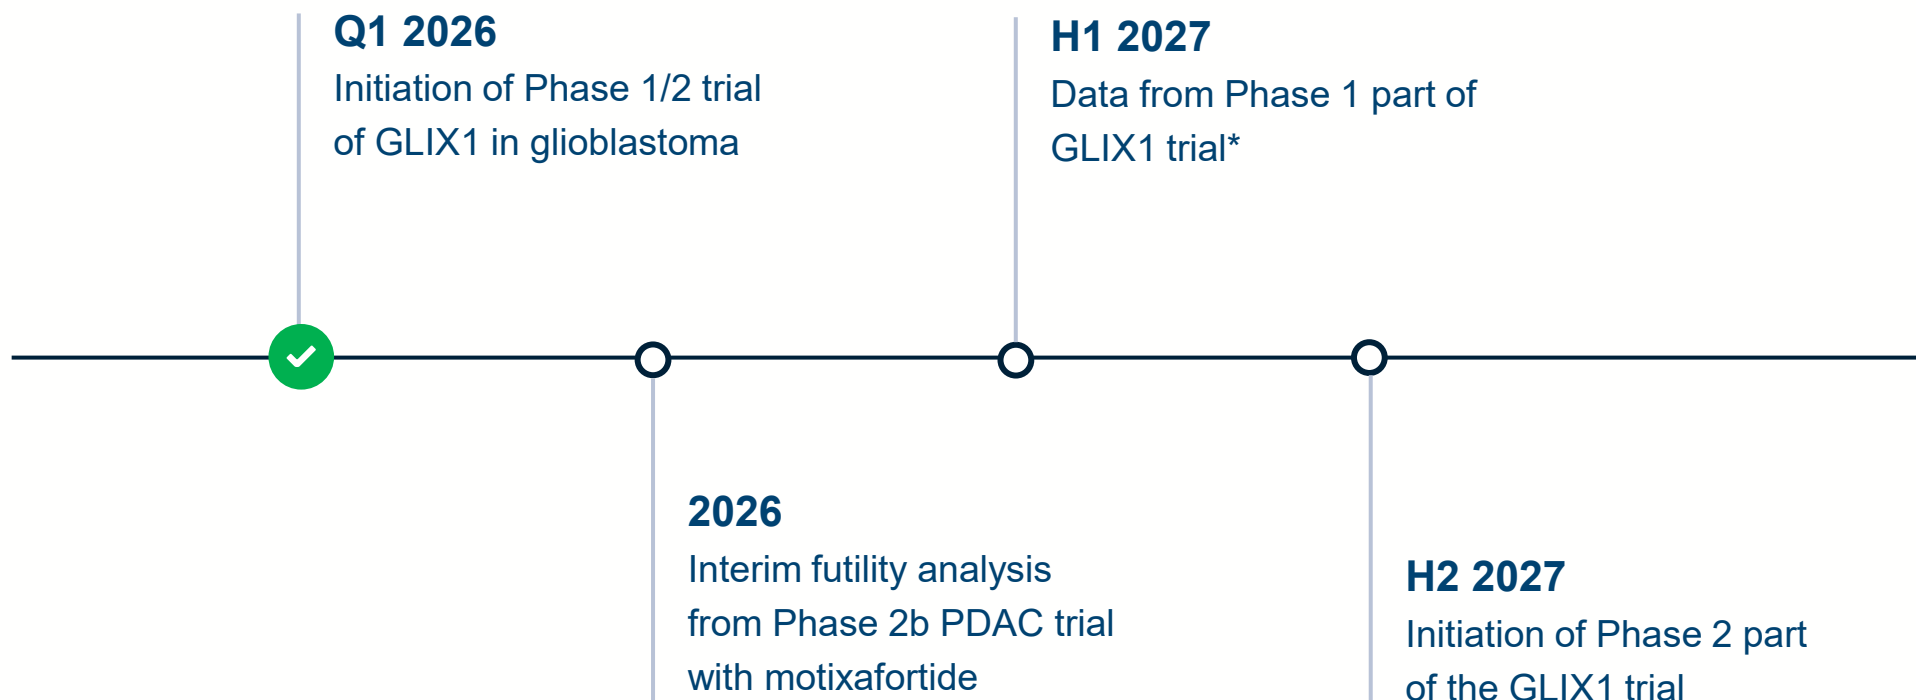 Q1 2026
Initiation of Phase 1/2 trial
of GLIX1 in glioblastoma
H1 2027
Data from Phase 1 part of
GLIX1 trial*
2026
Interim futility analysis
from Phase 2b PDAC trial
with motixafortide
H2 2027
Initiation of Phase 2 part
of the GLIX1 trial